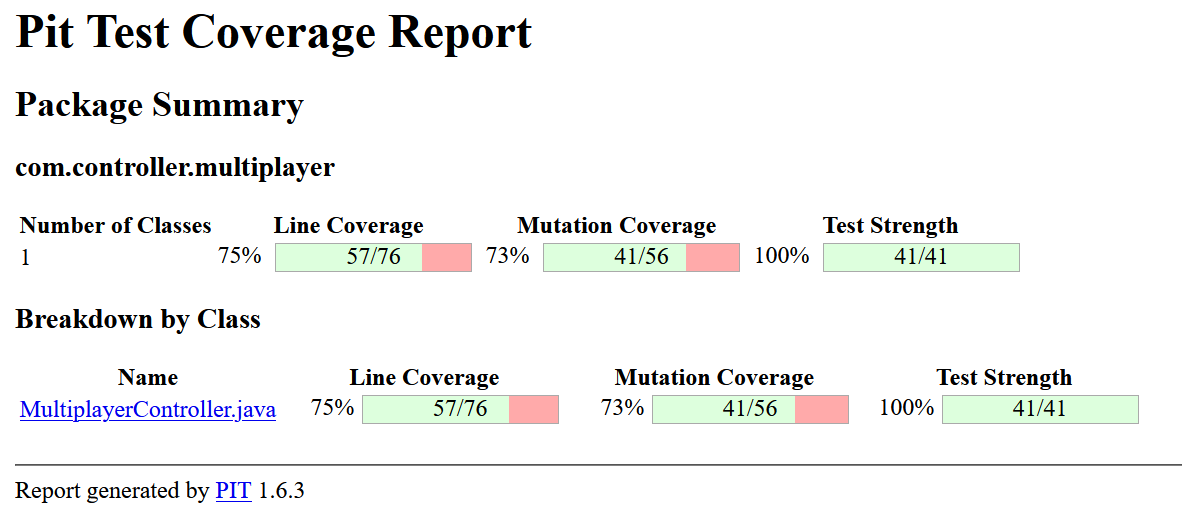 Pit Test Coverage Report
Package Summary
com.controller.multiplayer
Number of Classes Line Coverage Mutation Coverage Test Strength
1 75% 57/76 73% 41/56 100% 41/41
Breakdown by Class
Name Line Coverage Mutation Coverage Test Strength
MultiplayerController.java 75% 57/76 73% 41/56 100% 41/41
Report generated by PIT 1.6.3